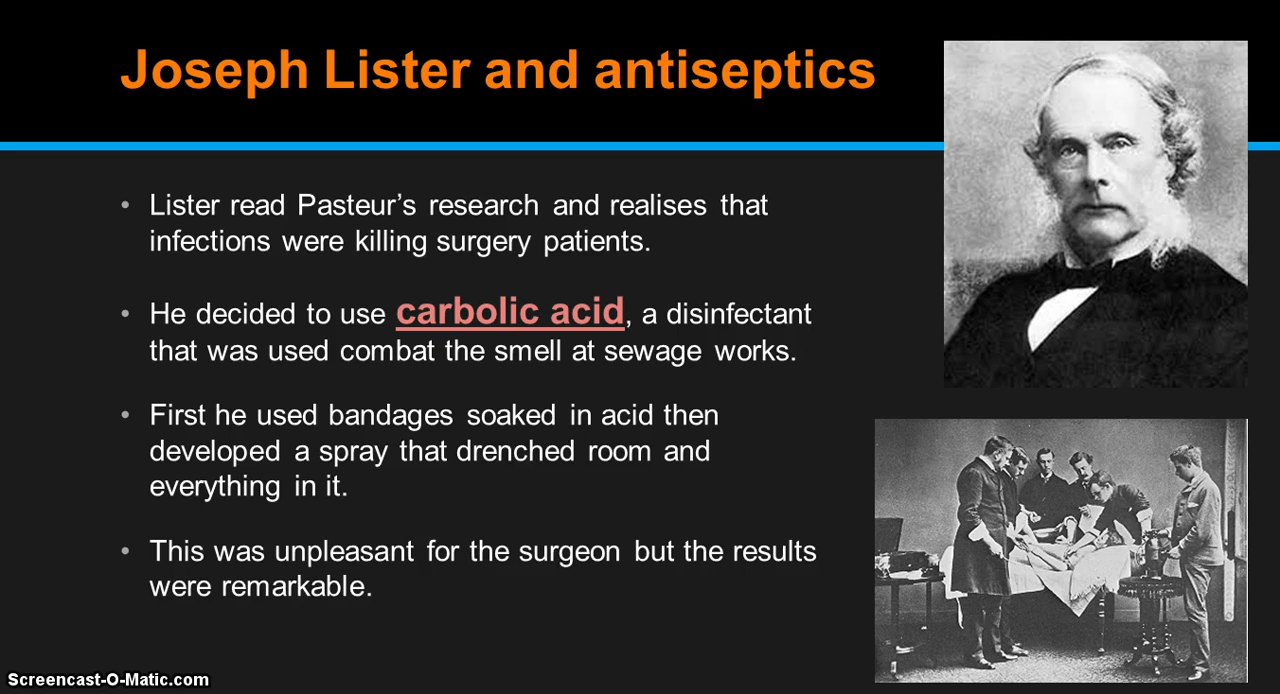 Joseph Lister and antiseptics
• Lister read Pasteur’s research and realises that
infections were killing surgery patients.
• He decided to use carbolic acid, a disinfectant
that was used combat the smell at sewage works.
• First he used bandages soaked in acid then
developed a spray that drenched room and
everything in it.
• This was unpleasant for the surgeon but the results
were remarkable.
Screencast-O-Matic.com